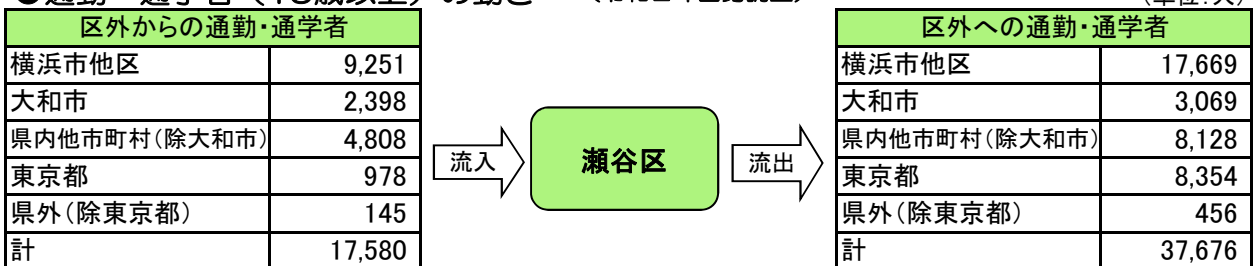 区外からの通勤・通学者
横浜市他区 9,251
大和市 2,398
県内他市町村(除大和市) 4,808
東京都 978
県外(除東京都) 145
計 17,580
流入
瀬谷区
流出
区外への通勤・通学者
横浜市他区 17,669
大和市 3,069
県内他市町村(除大和市) 8,128
東京都 8,354
県外(除東京都) 456
計 37,676